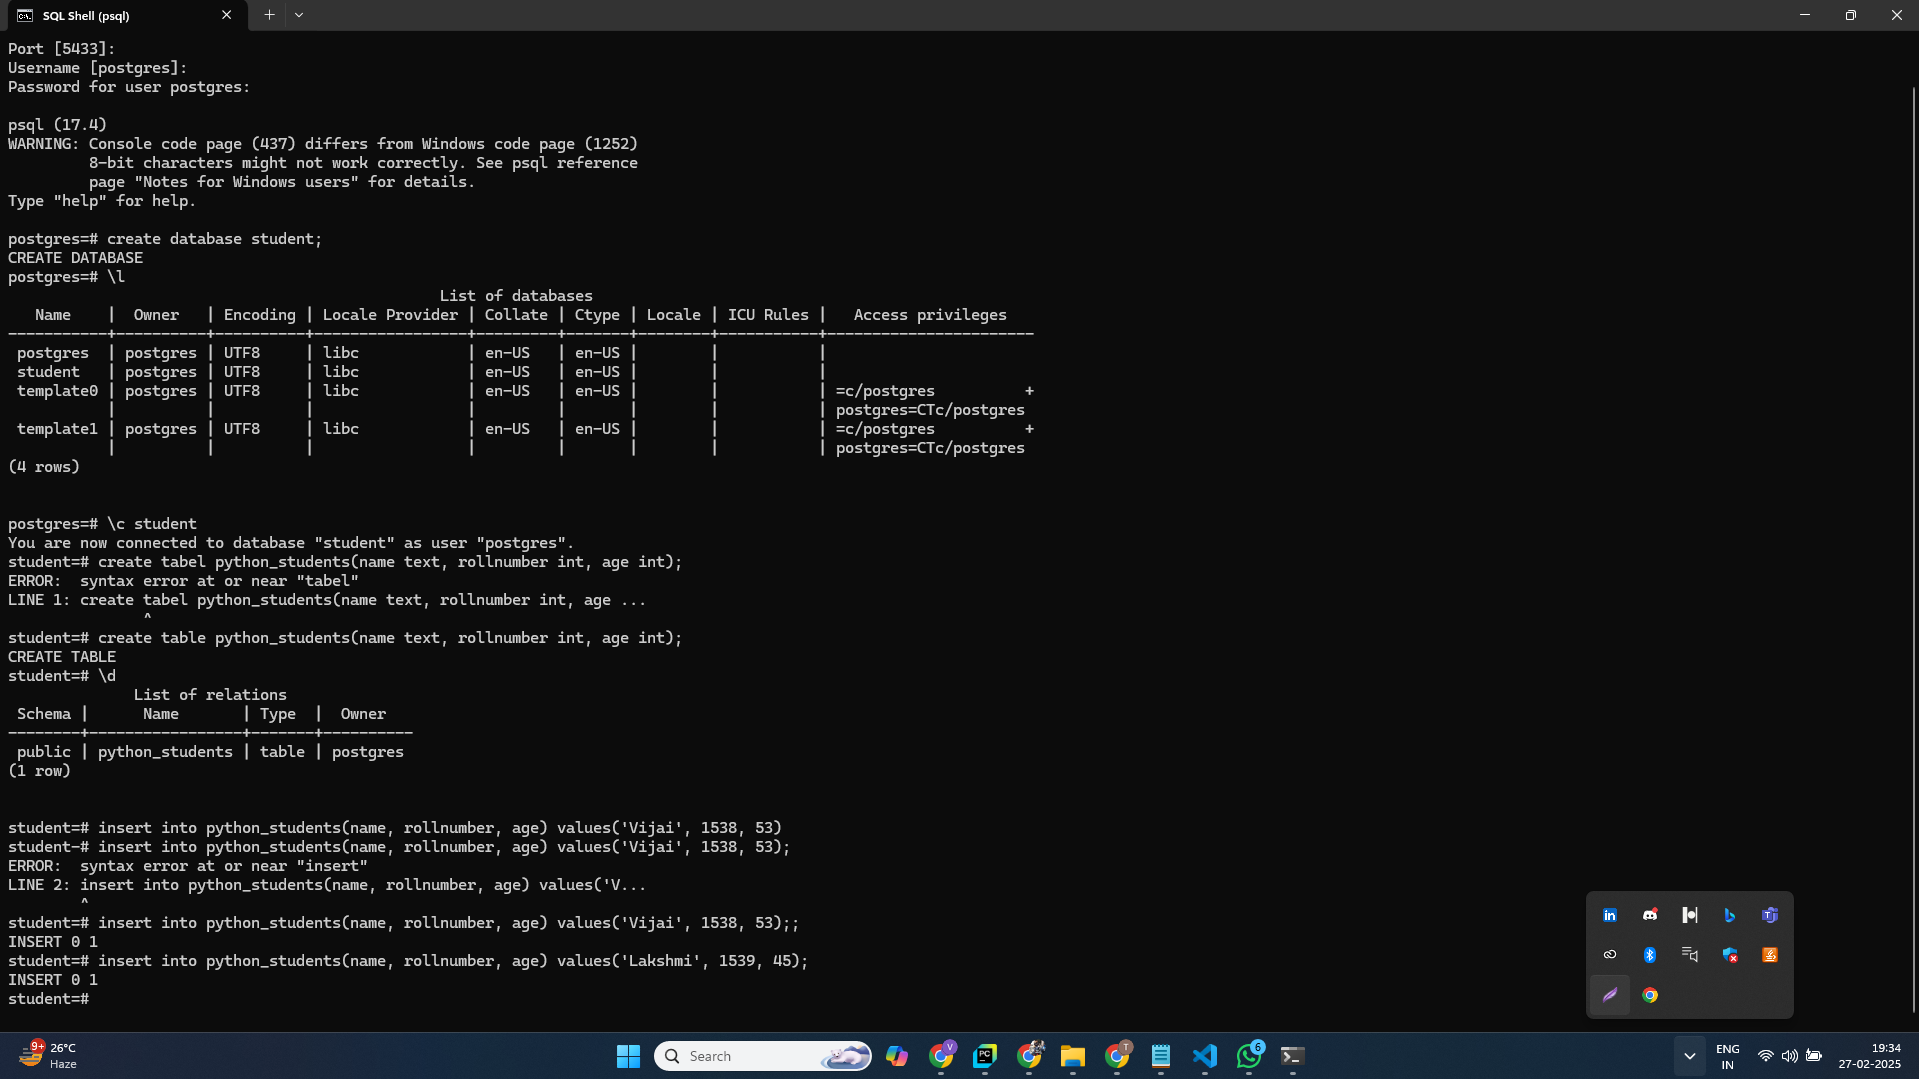 SQL Shell (psql)
Port [5433]:
Username [postgres]:
Password for user postgres:
psql (17.4)
WARNING: Console code page (437) differs from Windows code page (1252)
         8-bit characters might not work correctly. See psql reference
         page "Notes for Windows users" for details.
Type "help" for help.
postgres=# create database student;
CREATE DATABASE
postgres=# \l
                                                List of databases
   Name    |  Owner   | Encoding | Locale Provider | Collate | Ctype | Locale | ICU Rules |   Access privileges
-----------+----------+----------+-----------------+---------+-------+--------+-----------+-----------------------
 postgres  | postgres | UTF8     | libc            | en-US   | en-US |        |           |
 student   | postgres | UTF8     | libc            | en-US   | en-US |        |           |
 template0 | postgres | UTF8     | libc            | en-US   | en-US |        |           | =c/postgres          +
           |          |          |                 |         |       |        |           | postgres=CTc/postgres
 template1 | postgres | UTF8     | libc            | en-US   | en-US |        |           | =c/postgres          +
           |          |          |                 |         |       |        |           | postgres=CTc/postgres
(4 rows)
postgres=# \c student
You are now connected to database "student" as user "postgres".
student=# create tabel python_students(name text, rollnumber int, age int);
ERROR:  syntax error at or near "tabel"
LINE 1: create tabel python_students(name text, rollnumber int, age ...
               ^
student=# create table python_students(name text, rollnumber int, age int);
CREATE TABLE
student=# \d
              List of relations
 Schema |      Name       | Type  |  Owner
--------+-----------------+-------+----------
 public | python_students | table | postgres
(1 row)
student=# insert into python_students(name, rollnumber, age) values('Vijai', 1538, 53)
student-# insert into python_students(name, rollnumber, age) values('Vijai', 1538, 53);
ERROR:  syntax error at or near "insert"
LINE 2: insert into python_students(name, rollnumber, age) values('V...
        ^
student=# insert into python_students(name, rollnumber, age) values('Vijai', 1538, 53);;
INSERT 0 1
student=# insert into python_students(name, rollnumber, age) values('Lakshmi', 1539, 45);
INSERT 0 1
student=#
9+
26°C
Haze
Search
V
PC
T
6
ENG
IN
19:34
27-02-2025